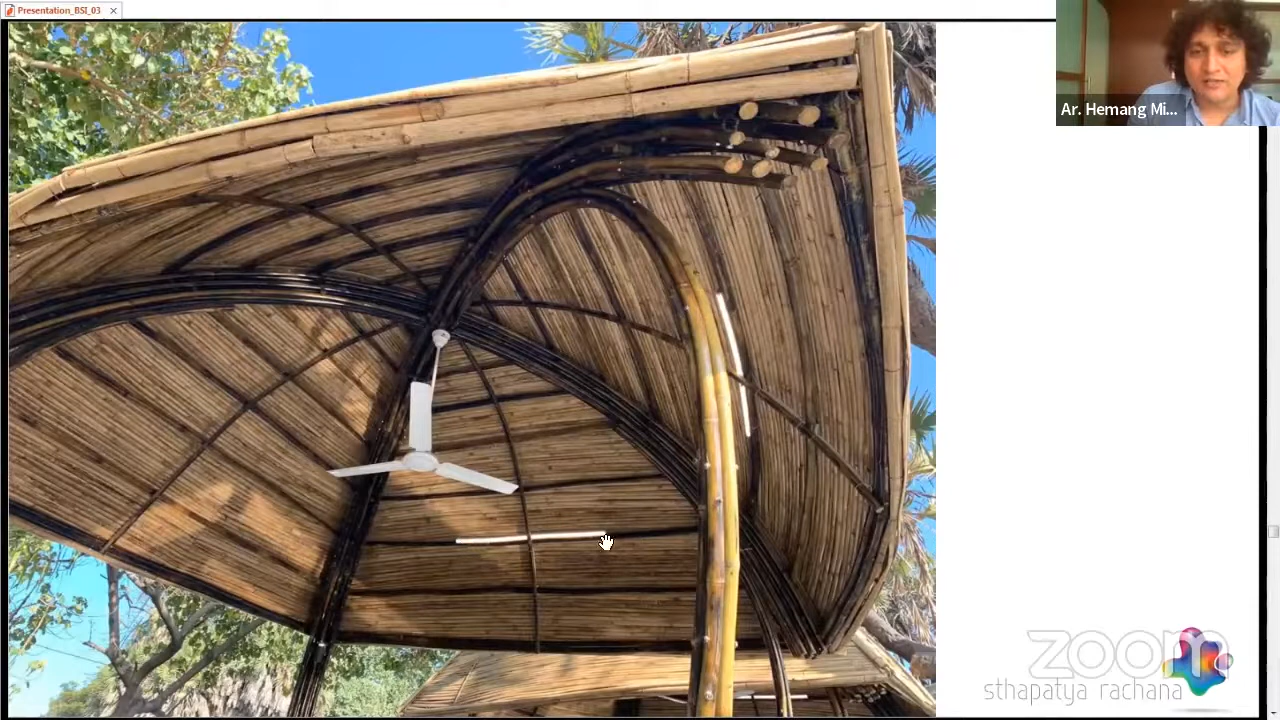 Presentation_BSI_03
Ar. Hemang Mi...
zoom
sthapatya rachana